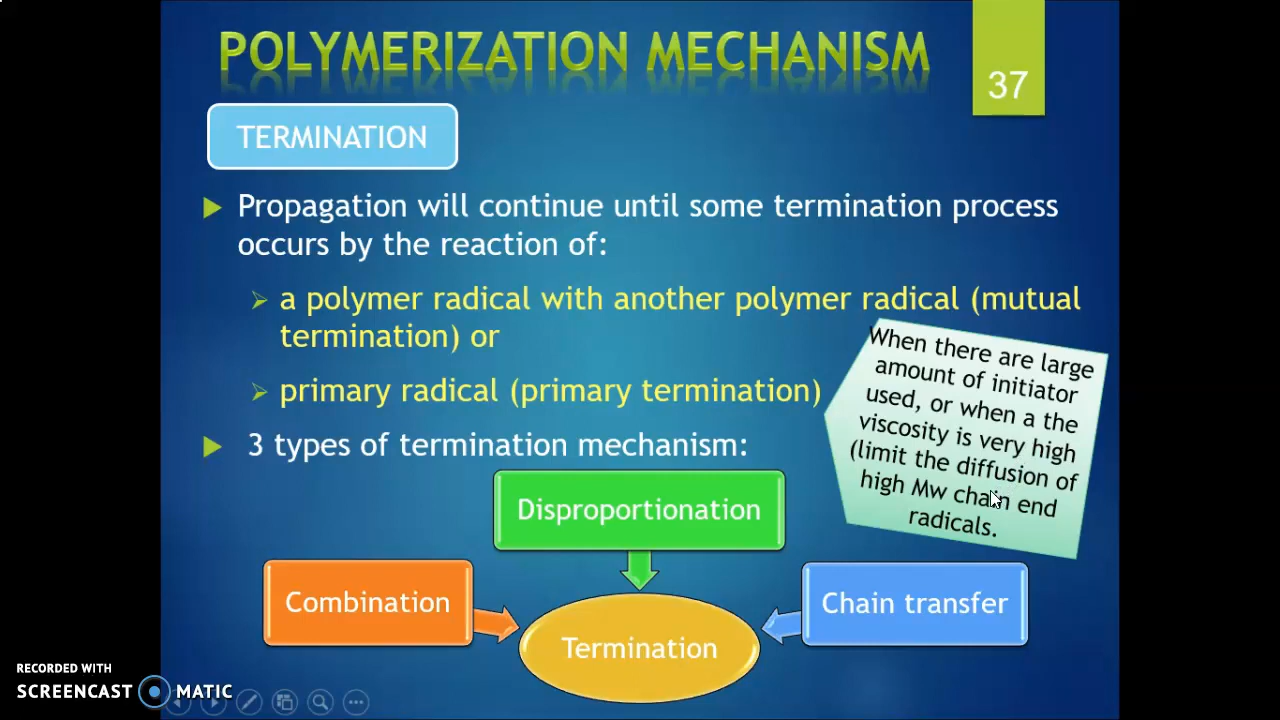 POLYMERIZATION MECHANISM
37
TERMINATION
Propagation will continue until some termination process
occurs by the reaction of:
a polymer radical with another polymer radical (mutual
termination) or
primary radical (primary termination)
When there are large
amount of initiator
used, or when a the
viscosity is very high
(limit the diffusion of
high Mw chain end
radicals.
3 types of termination mechanism:
Disproportionation
Combination
Chain transfer
Termination
RECORDED WITH
SCREENCAST MATIC